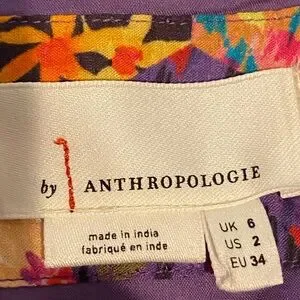 by ANTHROPOLOGIE
made in india
fabriqué en inde
UK 6
US 2
EU 34